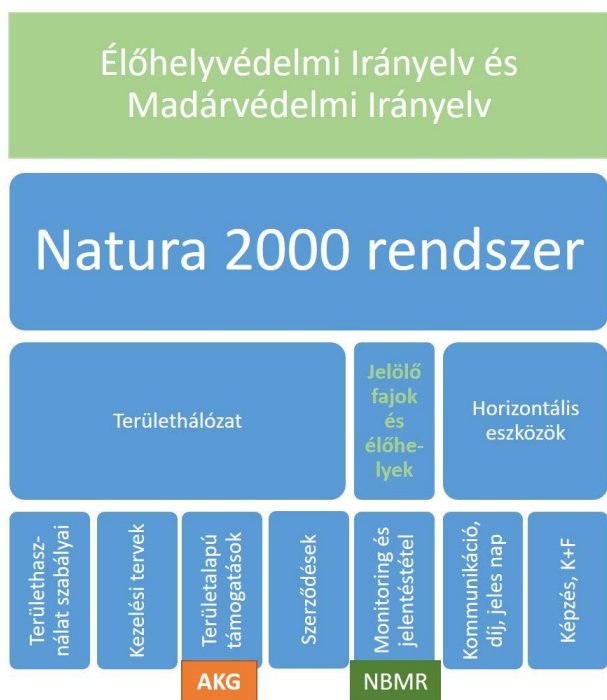 Élőhelyvédelmi Irányelv és
Madárvédelmi Irányelv
Natura 2000 rendszer
Területhálózat
Jelölő
fajok
és
élőhe-
lyek
Horizontális
eszközök
Területhasz-
nálat szabályai
Kezelési tervek
Területalapú
támogatások
Szerződések
Monitoring és
jelentéstétel
Kommunikáció,
díj, jeles nap
Képzés, K+F
AKG
NBMR